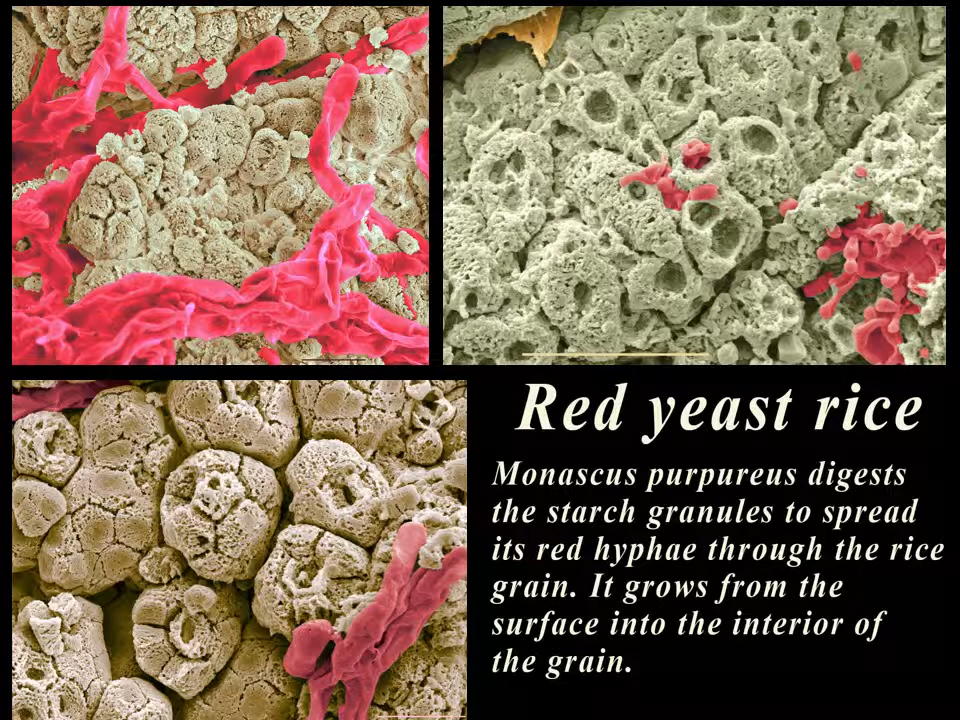 Red yeast rice
Monascus purpureus digests
the starch granules to spread
its red hyphae through the rice
grain. It grows from the
surface into the interior of
the grain.